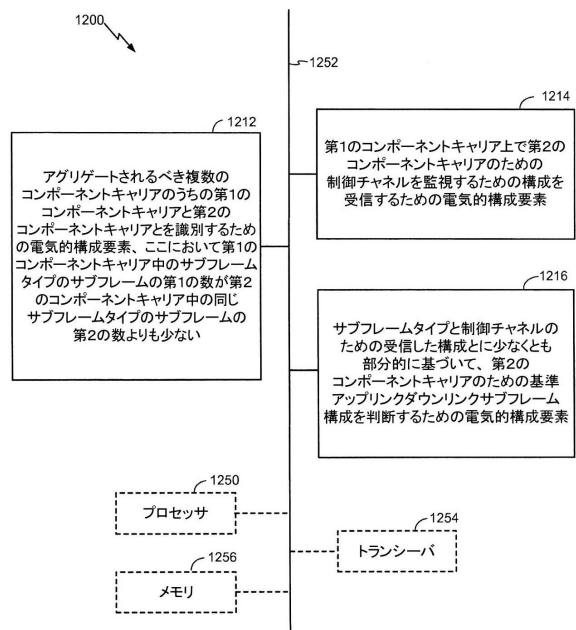 1200
1252
1212
アグリゲートされるべき複数の
コンポーネントキャリアのうちの第1の
コンポーネントキャリアと第2の
コンポーネントキャリアとを識別するため
の電気的構成要素、ここにおいて第1の
コンポーネントキャリア中のサブフレーム
タイプのサブフレームの第1の数が第2
のコンポーネントキャリア中の同じ
サブフレームタイプのサブフレームの
第2の数よりも少ない
1214
第1のコンポーネントキャリア上で第2の
コンポーネントキャリアのための
制御チャネルを監視するための構成を
受信するための電気的構成要素
1216
サブフレームタイプと制御チャネルの
ための受信した構成とに少なくとも
部分的に基づいて、第2の
コンポーネントキャリアのための基準
アップリンクダウンリンクサブフレーム
構成を判断するための電気的構成要素
1250
プロセッサ
1254
トランシーバ
1256
メモリ